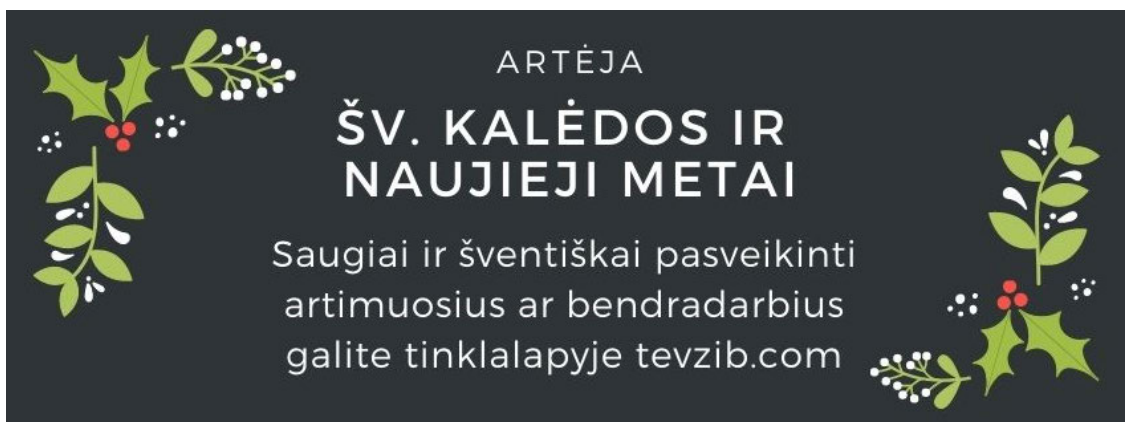 ARTĖJA
ŠV. KALĖDOS IR
NAUJIEJI METAI
Saugiai ir šventiškai pasveikinti
artimuosius ar bendradarbius
galite tinklalapyje tevzib.com